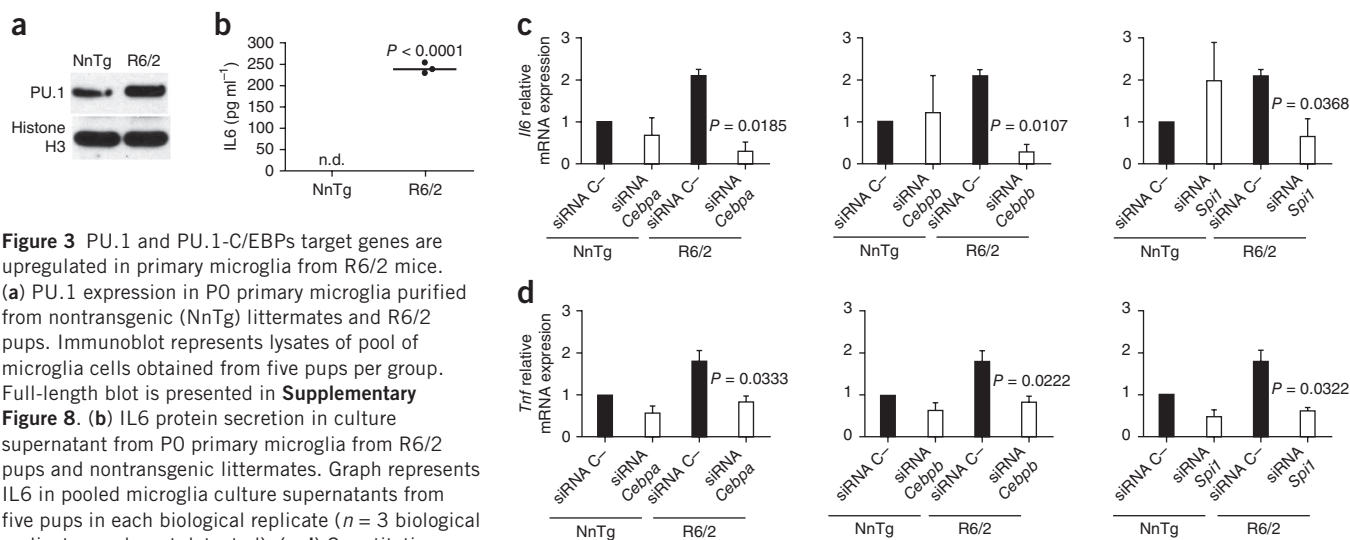 a
NnTg R6/2
PU.1
Histone
H3
b
300
250
200
150
100
50
0
IL6 (pg ml⁻¹)
P < 0.0001
n.d.
NnTg R6/2
Figure 3 PU.1 and PU.1-C/EBPs target genes are
upregulated in primary microglia from R6/2 mice.
(a) PU.1 expression in P0 primary microglia purified
from nontransgenic (NnTg) littermates and R6/2
pups. Immunoblot represents lysates of pool of
microglia cells obtained from five pups per group.
Full-length blot is presented in Supplementary
Figure 8. (b) IL6 protein secretion in culture
supernatant from P0 primary microglia from R6/2
pups and nontransgenic littermates. Graph represents
IL6 in pooled microglia culture supernatants from
five pups in each biological replicate (n = 3 biological
c
Il6 relative
mRNA expression
3
2
1
0
P = 0.0185
siRNA C–
siRNA
Cebpa
siRNA C–
siRNA
Cebpa
NnTg R6/2
3
2
1
0
P = 0.0107
siRNA C–
siRNA
Cebpb
siRNA C–
siRNA
Cebpb
NnTg R6/2
3
2
1
0
P = 0.0368
siRNA C–
siRNA
Spi1
siRNA C–
siRNA
Spi1
NnTg R6/2
d
Tnf relative
mRNA expresion
3
2
1
0
P = 0.0333
siRNA C–
siRNA
Cebpa
siRNA C–
siRNA
Cebpa
NnTg R6/2
3
2
1
0
P = 0.0222
siRNA C–
siRNA
Cebpb
siRNA C–
siRNA
Cebpb
NnTg R6/2
3
2
1
0
P = 0.0322
siRNA C–
siRNA
Spi1
siRNA C–
siRNA
Spi1
NnTg R6/2